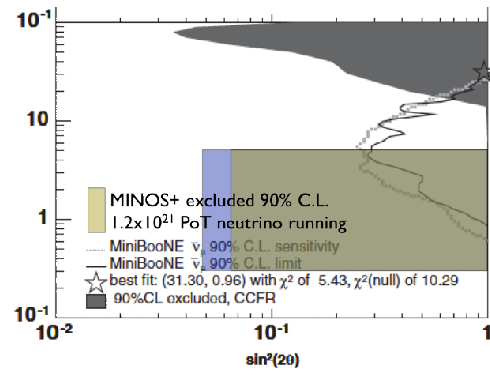 10⁻¹
10
MINOS+ excluded 90% C.L.
1.2x10²¹ PoT neutrino running
1
MiniBooNE ν̄μ 90% C.L. sensitivity
MiniBooNE ν̄μ 90% C.L. limit
best fit: (31.30, 0.96) with χ² of 5.43, χ²(null) of 10.29
90%CL excluded, CCFR
10⁻¹
10⁻² 10⁻¹ 1
sin²(2θ)